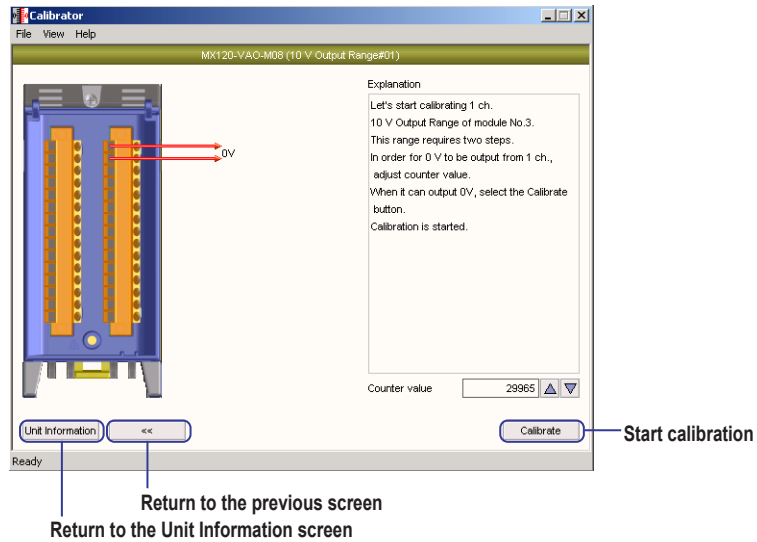 Calibrator
File View Help
MX120-VAO-M08 (10 V Output Range#01)
0V
Explanation
Let's start calibrating 1 ch.
10 V Output Range of module No.3.
This range requires two steps.
In order for 0 V to be output from 1 ch.,
adjust counter value.
When it can output 0V, select the Calibrate
button.
Calibration is started.
Counter value 29965
Unit Information << Calibrate
Start calibration
Ready
Return to the previous screen
Return to the Unit Information screen